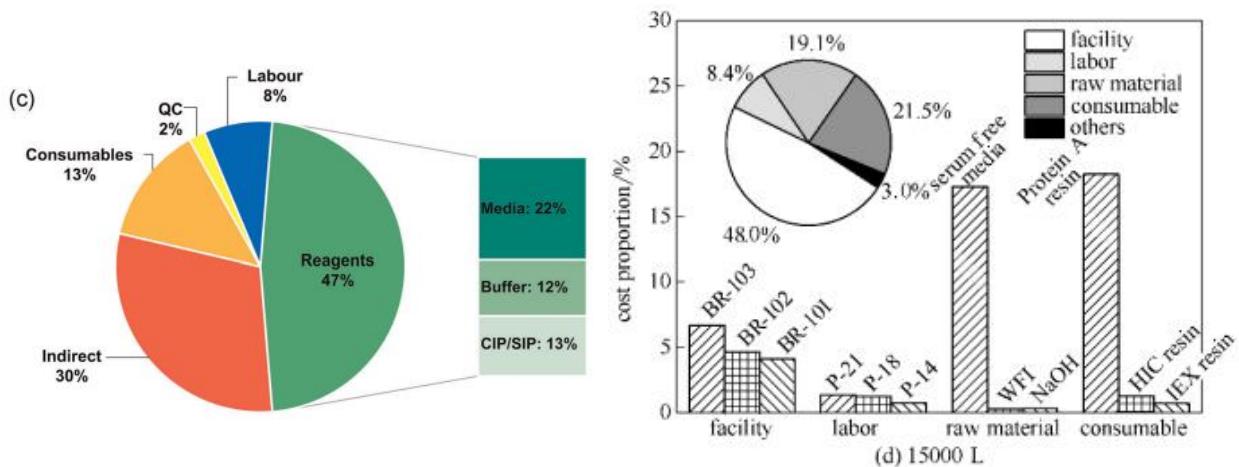 (c)
Labour
8%
QC
2%
Consumables
13%
Indirect
30%
Reagents
47%
Media: 22%
Buffer: 12%
CIP/SIP: 13%
cost proportion/%
30
25
20
15
10
5
0
19.1%
8.4%
21.5%
3.0%
48.0%
facility
labor
raw material
consumable
others
BR-103
BR-102
BR-101
P-21
P-18
P-14
serum free
media
WFI
NaOH
Protein A
resin
HIC resin
IEX resin
facility
labor
raw material
consumable
(d) 15000 L